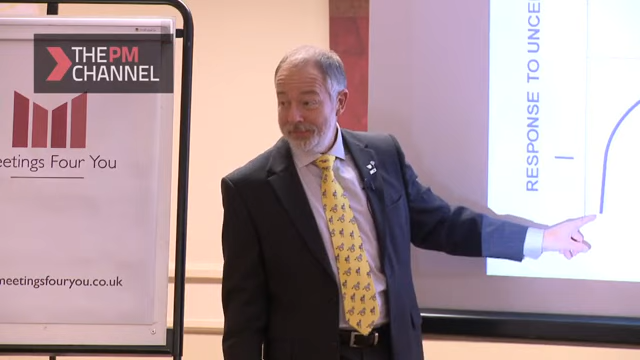 THE PM
CHANNEL
eetings Four You
meetingsfouryou.co.uk
RESPONSE TO UNCE